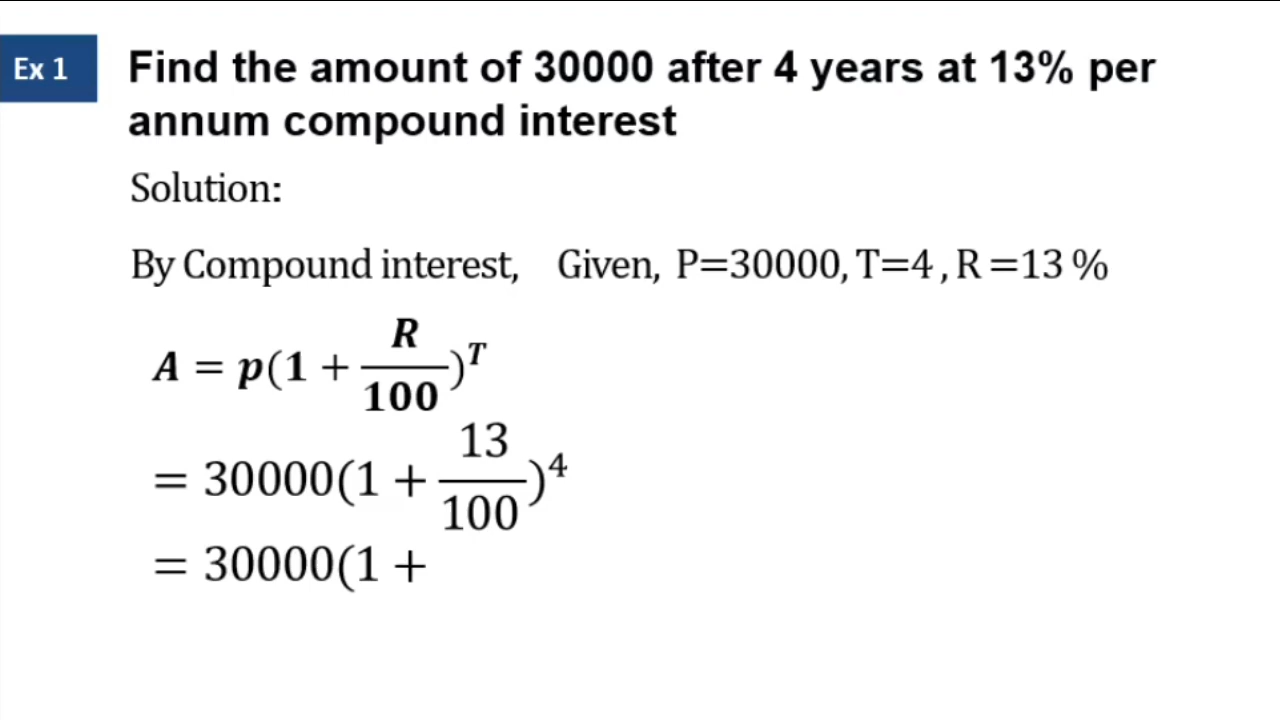 Ex 1
Find the amount of 30000 after 4 years at 13% per
annum compound interest
Solution:
By Compound interest, Given, P=30000, T=4 , R =13 %
A = p(1 + R/100)^T
= 30000(1 + 13/100)^4
= 30000(1 +